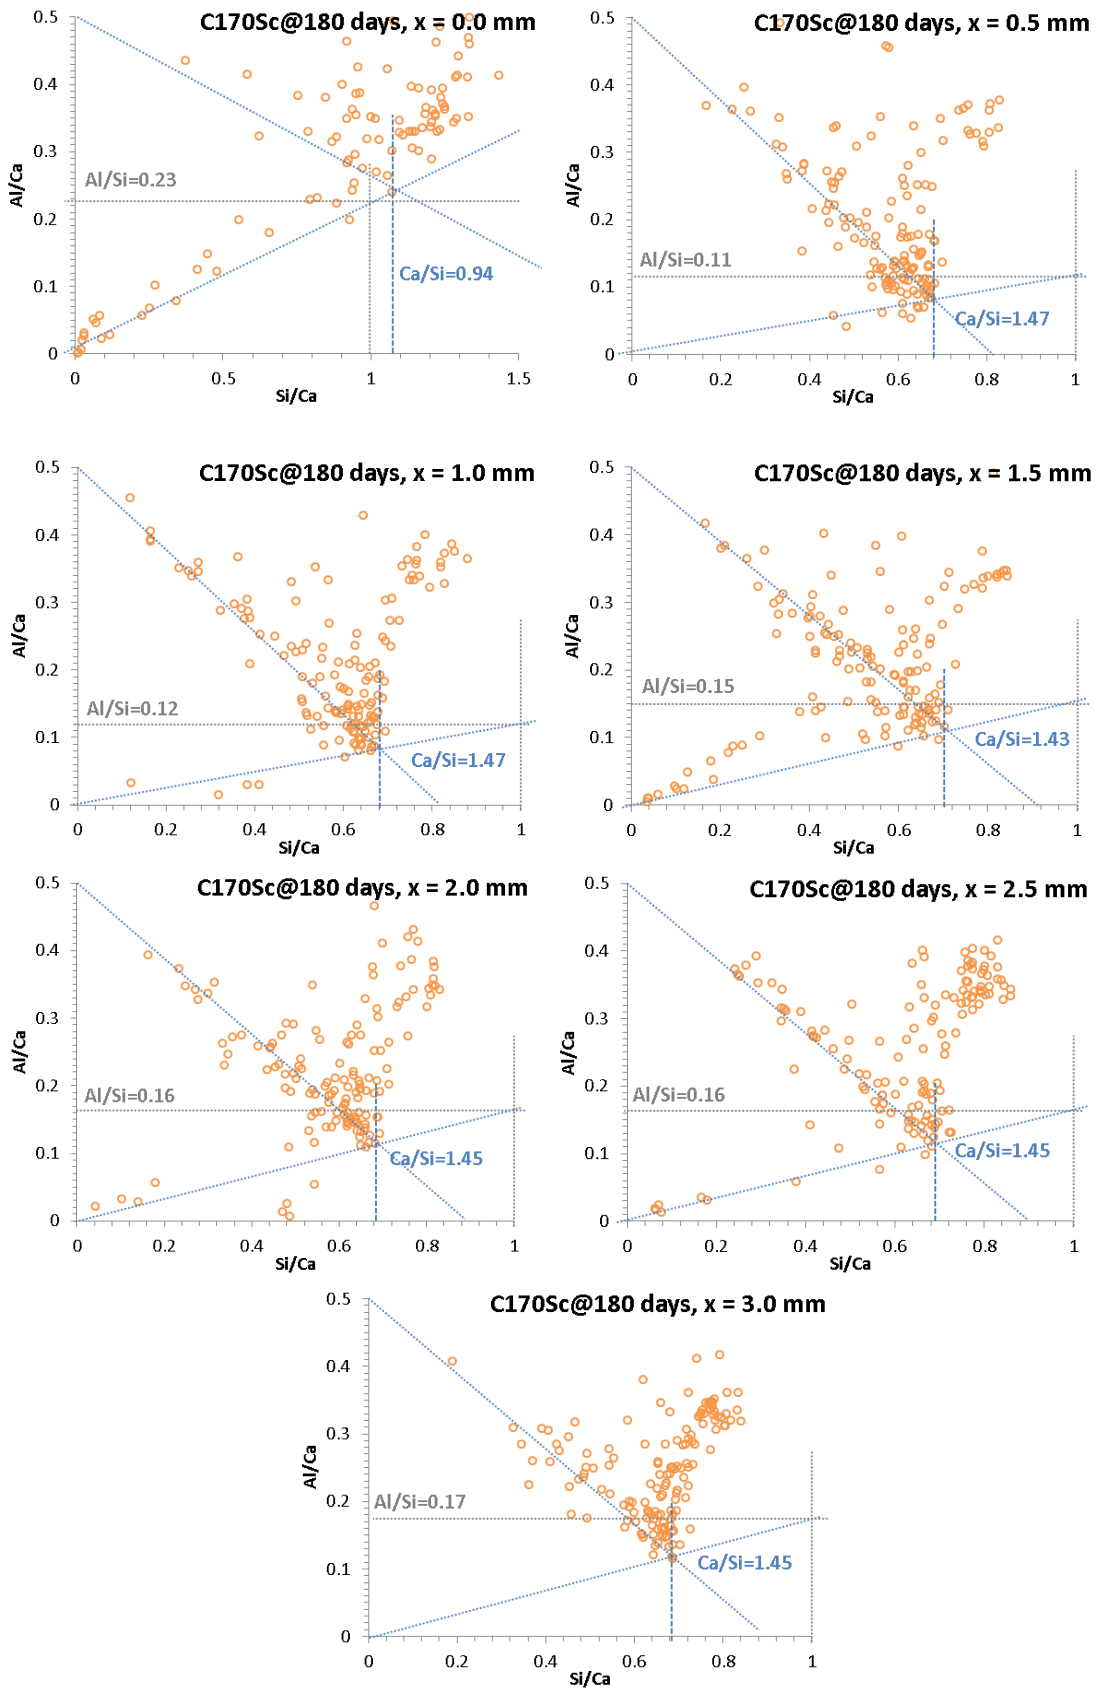 C170Sc@180 days, x = 0.0 mm
0.5
0.4
0.3
0.2
0.1
0
Al/Ca
Al/Si=0.23
Ca/Si=0.94
0
0.5
1
1.5
Si/Ca
C170Sc@180 days, x = 0.5 mm
0.5
0.4
0.3
0.2
0.1
0
Al/Ca
Al/Si=0.11
Ca/Si=1.47
0
0.2
0.4
0.6
0.8
1
Si/Ca
C170Sc@180 days, x = 1.0 mm
0.5
0.4
0.3
0.2
0.1
0
Al/Ca
Al/Si=0.12
Ca/Si=1.47
0
0.2
0.4
0.6
0.8
1
Si/Ca
C170Sc@180 days, x = 1.5 mm
0.5
0.4
0.3
0.2
0.1
0
Al/Ca
Al/Si=0.15
Ca/Si=1.43
0
0.2
0.4
0.6
0.8
1
Si/Ca
C170Sc@180 days, x = 2.0 mm
0.5
0.4
0.3
0.2
0.1
0
Al/Ca
Al/Si=0.16
Ca/Si=1.45
0
0.2
0.4
0.6
0.8
1
Si/Ca
C170Sc@180 days, x = 2.5 mm
0.5
0.4
0.3
0.2
0.1
0
Al/Ca
Al/Si=0.16
Ca/Si=1.45
0
0.2
0.4
0.6
0.8
1
Si/Ca
C170Sc@180 days, x = 3.0 mm
0.5
0.4
0.3
0.2
0.1
0
Al/Ca
Al/Si=0.17
Ca/Si=1.45
0
0.2
0.4
0.6
0.8
1
Si/Ca